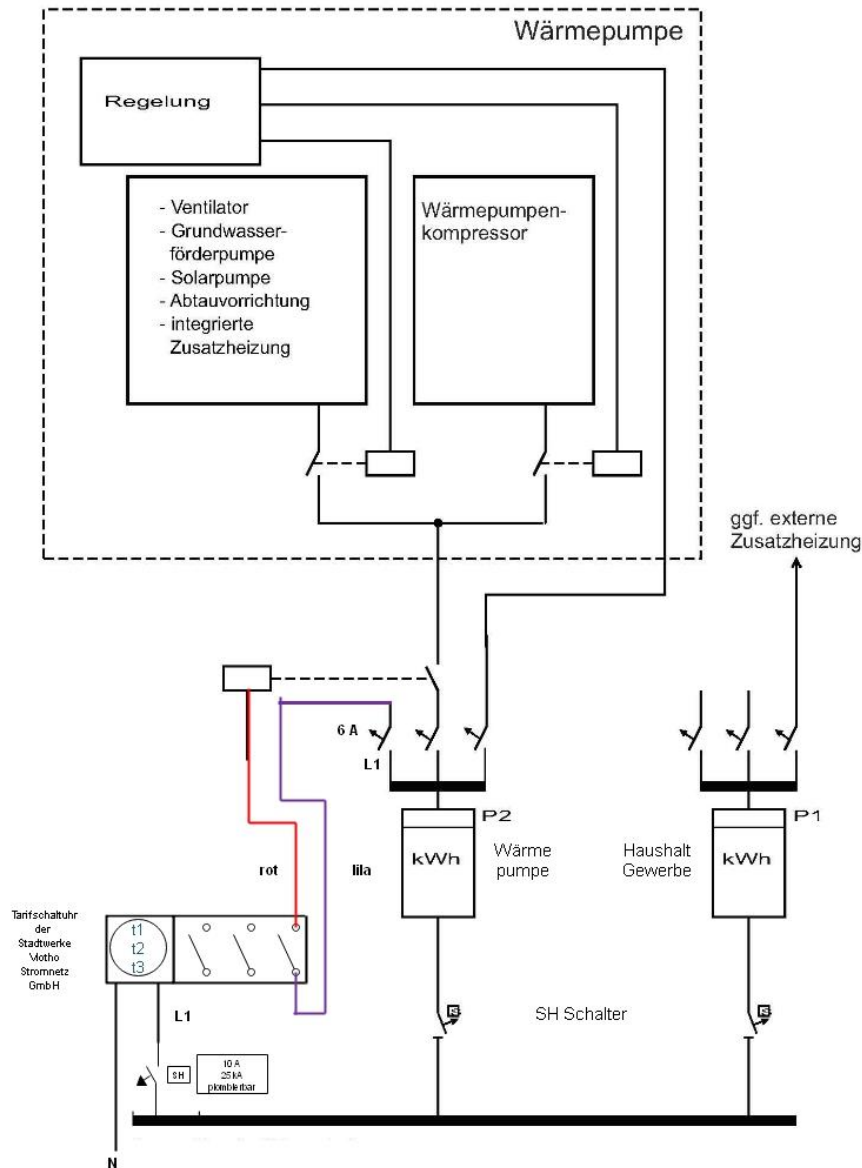 Wärmepumpe
Regelung
- Ventilator
- Grundwasser-
förderpumpe
- Solarpumpe
- Abtauvorrichtung
- integrierte
Zusatzheizung
Wärmepumpen-
kompressor
ggf. externe
Zusatzheizung
6 A
L1
P2
kWh
Wärme
pumpe
Haushalt
Gewerbe
P1
kWh
rot
lila
Tarifschaltuhr
der
Stadtwerke
Vlotho
Stromnetz
GmbH
t1
t2
t3
L1
SH Schalter
SH
10 A
25 kA
plombierbar
N